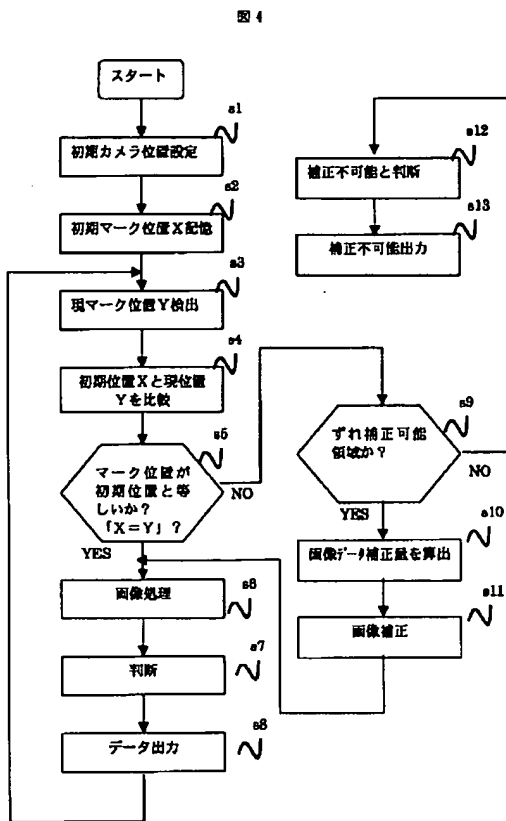 図4
スタート
s1
初期カメラ位置設定
s2
初期マーク位置X記憶
s3
現マーク位置Y検出
s4
初期位置Xと現位置
Yを比較
s5
マーク位置が
初期位置と等
しいか?
「X=Y」?
NO
YES
s6
画像処理
s7
判断
s8
データ出力
s9
ずれ補正可能
領域か?
NO
YES
s10
画像データ補正量を算出
s11
画像補正
s12
補正不可能と判断
s13
補正不可能出力